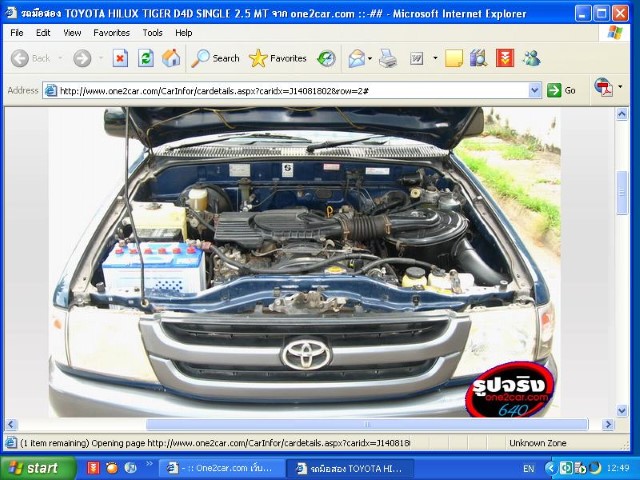 รถมือสอง TOYOTA HILUX TIGER D4D SINGLE 2.5 MT จาก one2car.com ::-## - Microsoft Internet Explorer
File Edit View Favorites Tools Help
Back Search Favorites
Address http://www.one2car.com/CarInfor/cardetails.aspx?caridx=J14081802&row=2# Go
S
รูปจริง
one2car.com
640
(1 item remaining) Opening page http://www.one2car.com/CarInfor/cardetails.aspx?caridx=J140818 Unknown Zone
start - :: One2car.com เว็บ... รถมือสอง TOYOTA HI... EN 12:49